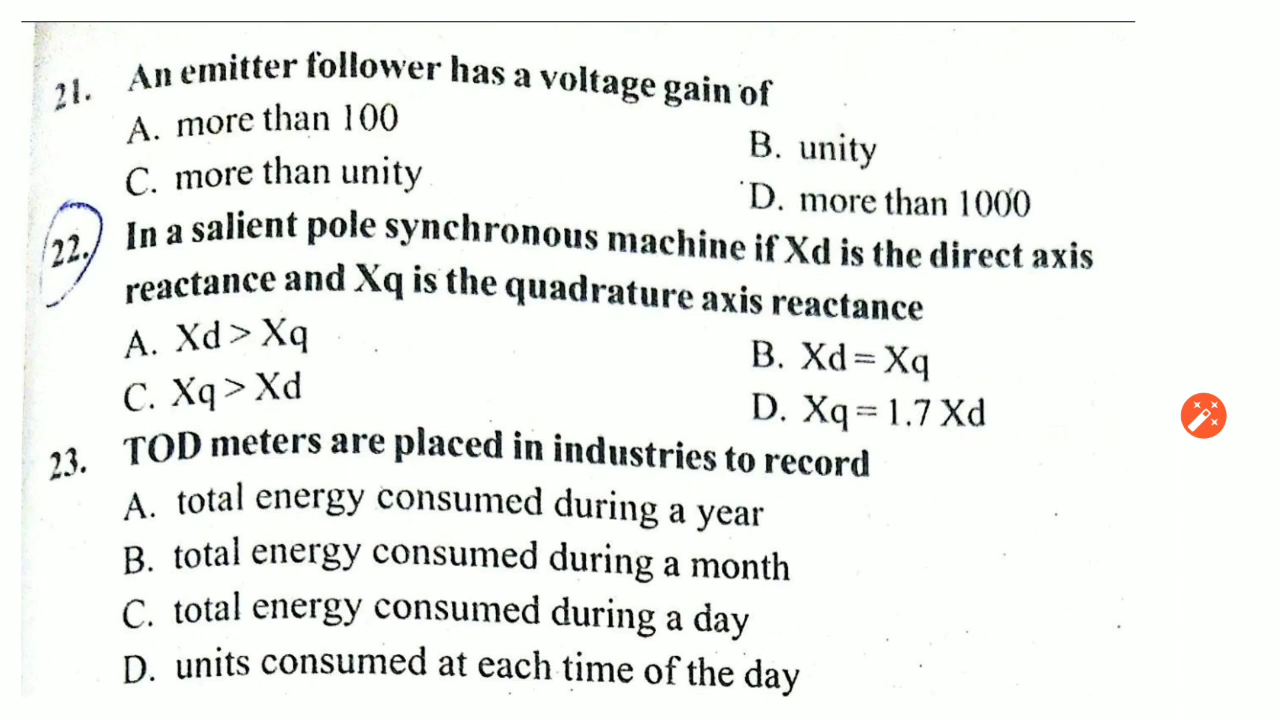 21. An emitter follower has a voltage gain of
A. more than 100
B. unity
C. more than unity
D. more than 1000
22. In a salient pole synchronous machine if Xd is the direct axis
reactance and Xq is the quadrature axis reactance
A. Xd > Xq
B. Xd = Xq
C. Xq > Xd
D. Xq = 1.7 Xd
23. TOD meters are placed in industries to record
A. total energy consumed during a year
B. total energy consumed during a month
C. total energy consumed during a day
D. units consumed at each time of the day